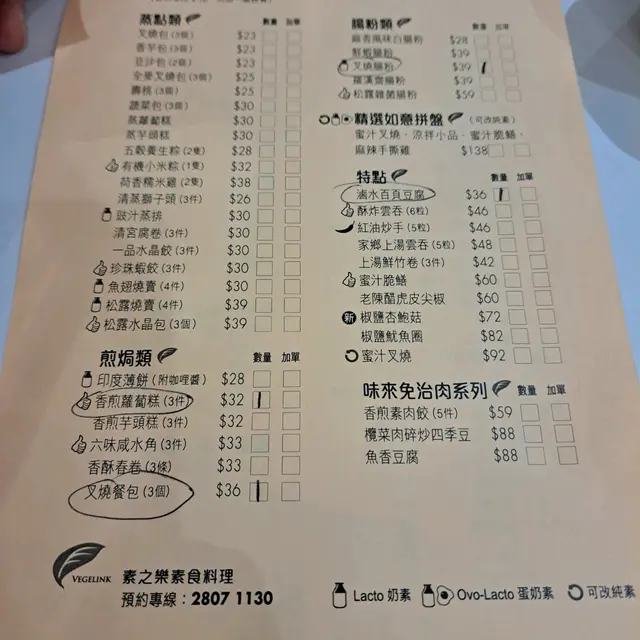 蒸點類 數量 加單
叉燒包 (3個) $23
香芋包 (3個) $23
豆沙包 (2個) $23
全麥叉燒包 (3個) $25
壽桃 (3個) $25
蔬菜包 (3個) $30
蒸蘿蔔糕 $30
蒸芋頭糕 $30
五穀養生粽 (2隻) $28
有機小米粽 (1隻) $32
荷香糯米雞 (2隻) $38
清蒸獅子頭 (3件) $26
豉汁蒸排 $30
清宮腐卷 (3件) $30
一品水晶餃 (3件) $30
珍珠蝦餃 (3件) $30
魚翅燒賣 (4件) $30
松露燒賣 (4件) $39
松露水晶包 (3個) $39
煎焗類 數量 加單
印度薄餅 (附咖哩醬) $28
香煎蘿蔔糕 (3件) $32
香煎芋頭糕 (3件) $32
六味咸水角 (3件) $33
香酥春卷 (3條) $33
叉燒餐包 (3個) $36
腸粉類 數量 加單
麻香風味白腸粉 $28
鮮蝦腸粉 $39
叉燒腸粉 $39
羅漢齋腸粉 $39
松露雜菌腸粉 $59
精選如意拼盤 (可改純素)
蜜汁叉燒、涼拌小品、蜜汁脆鱔、
麻辣手撕雞 $138
特點 數量 加單
滷水百頁豆腐 $36
酥炸雲吞 (6粒) $46
紅油炒手 (5粒) $46
家鄉上湯雲吞 (5粒) $48
上湯鮮竹卷 (3件) $42
蜜汁脆鱔 $60
老陳醋虎皮尖椒 $60
新 椒鹽杏鮑菇 $72
椒鹽魷魚圈 $82
蜜汁叉燒 $92
味來免治肉系列 數量 加單
香煎素肉餃 (5件) $59
欖菜肉碎炒四季豆 $88
魚香豆腐 $88
VEGELINK 素之樂素食料理
預約專線：2807 1130
Lacto 奶素 Ovo-Lacto 蛋奶素 可改純素